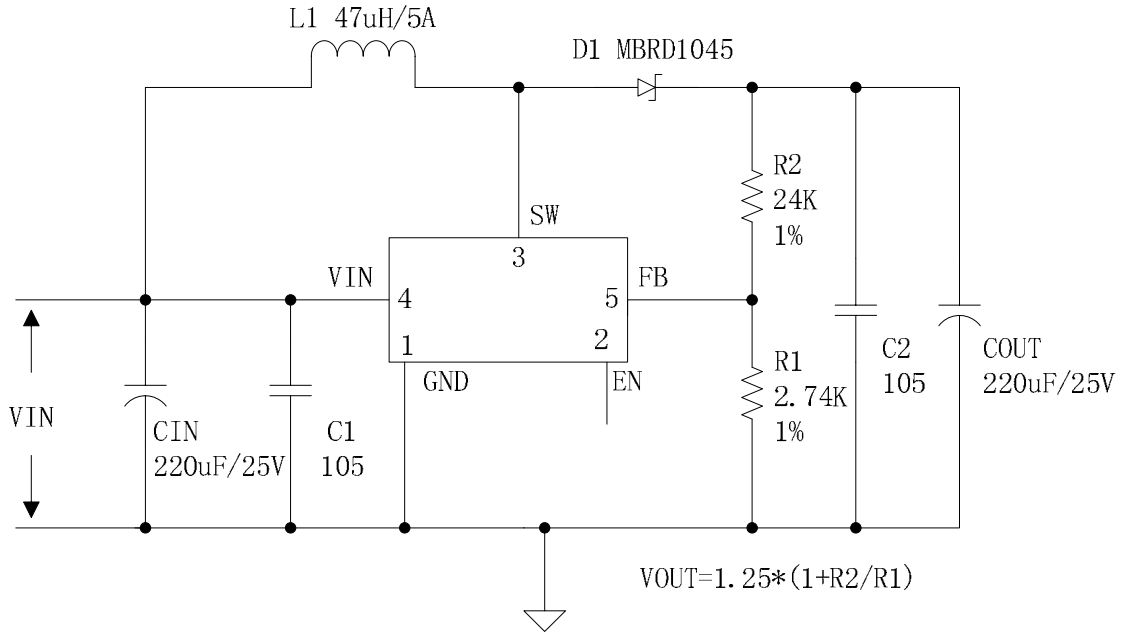 L1 47uH/5A
D1 MBRD1045
R2
24K
1%
SW
3
VIN
4
5
FB
1
2
GND
EN
VIN
CIN
220uF/25V
C1
105
R1
2.74K
1%
C2
105
COUT
220uF/25V
VOUT=1.25*(1+R2/R1)